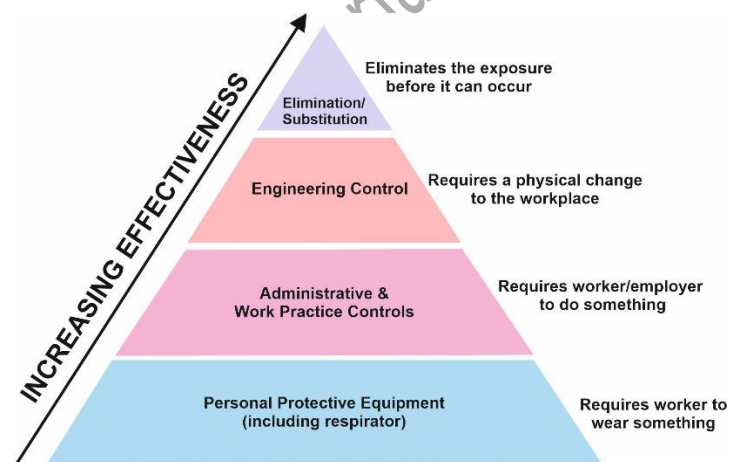 Elimination/
Substitution
Eliminates the exposure
before it can occur
Engineering Control
Requires a physical change
to the workplace
Administrative &
Work Practice Controls
Requires worker/employer
to do something
Personal Protective Equipment
(including respirator)
Requires worker to
wear something
INCREASING EFFECTIVENESS